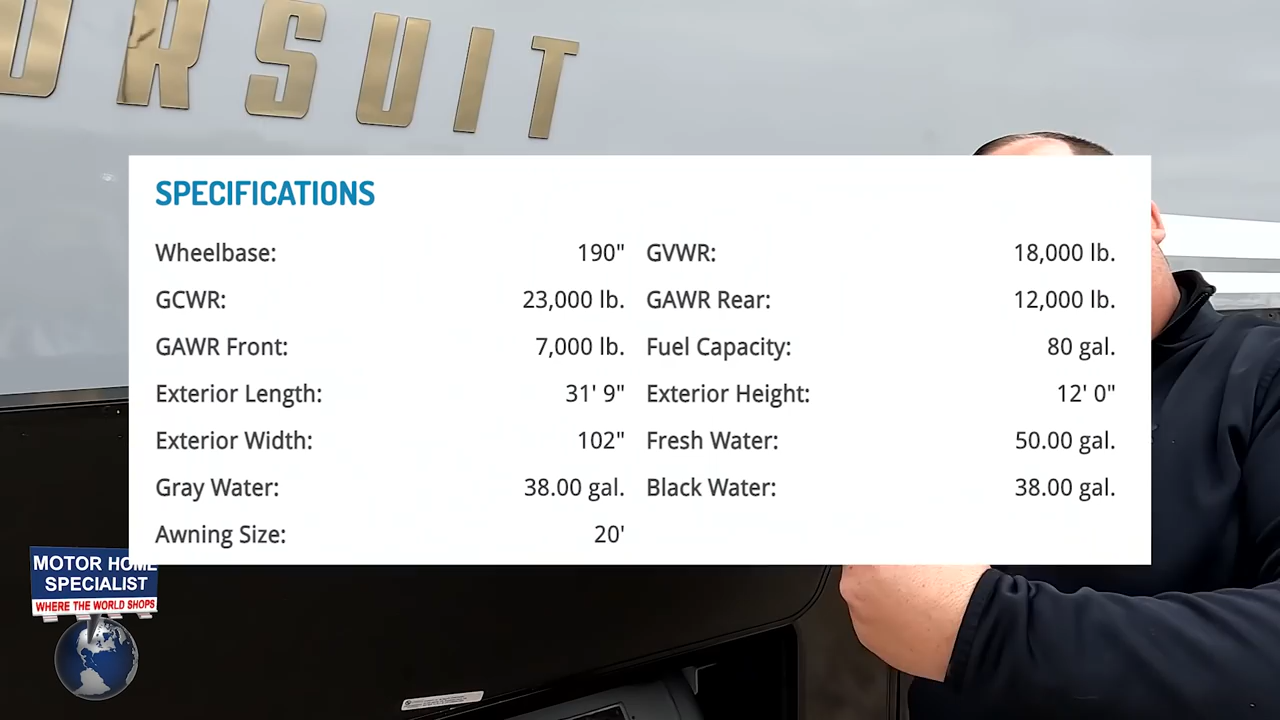 URSUIT
SPECIFICATIONS
Wheelbase: 190" GVWR: 18,000 lb.
GCWR: 23,000 lb. GAWR Rear: 12,000 lb.
GAWR Front: 7,000 lb. Fuel Capacity: 80 gal.
Exterior Length: 31' 9" Exterior Height: 12' 0"
Exterior Width: 102" Fresh Water: 50.00 gal.
Gray Water: 38.00 gal. Black Water: 38.00 gal.
Awning Size: 20'
MOTOR HOME
SPECIALIST
WHERE THE WORLD SHOPS